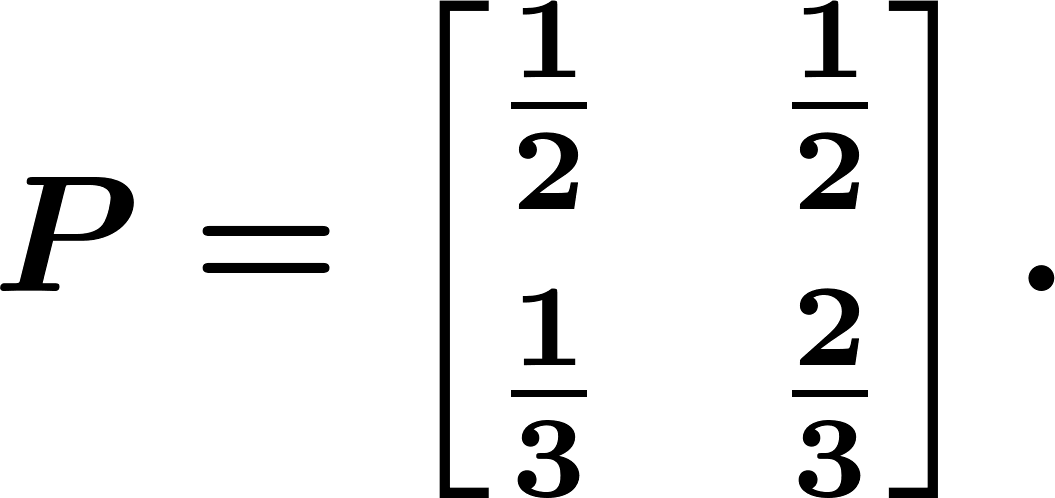 P = [ 1/2 1/2
1/3 2/3 ] .